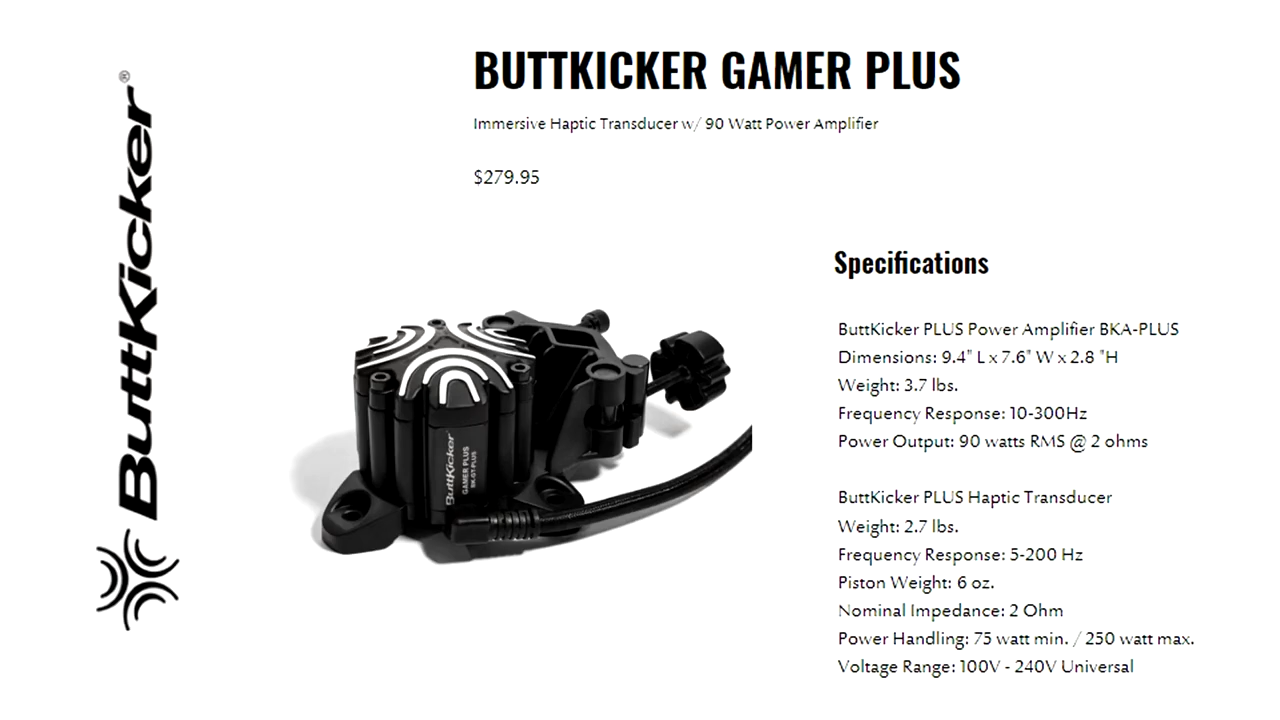 ButtKicker®
BUTTKICKER GAMER PLUS
Immersive Haptic Transducer w/ 90 Watt Power Amplifier
$279.95
ButtKicker
GAMER PLUS
BK-GT-PLUS
Specifications
ButtKicker PLUS Power Amplifier BKA-PLUS
Dimensions: 9.4" L x 7.6" W x 2.8 "H
Weight: 3.7 lbs.
Frequency Response: 10-300Hz
Power Output: 90 watts RMS @ 2 ohms
ButtKicker PLUS Haptic Transducer
Weight: 2.7 lbs.
Frequency Response: 5-200 Hz
Piston Weight: 6 oz.
Nominal Impedance: 2 Ohm
Power Handling: 75 watt min. / 250 watt max.
Voltage Range: 100V - 240V Universal